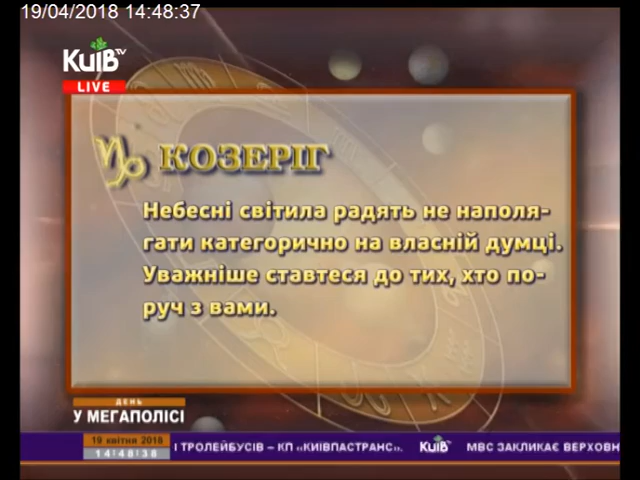 19/04/2018 14:48:37
КиЇВ TV
LIVE
КОЗЕРІГ
Небесні світила радять не наполя-
гати категорично на власній думці.
Уважніше ставтеся до тих, хто по-
руч з вами.
ДЕНЬ
У МЕГАПОЛІСІ
19 квітня 2018
14:48:38
І ТРОЛЕЙБУСІВ – КП «КИЇВПАСТРАНС». КиЇВ TV МВС ЗАКЛИКАЄ ВЕРХОВН